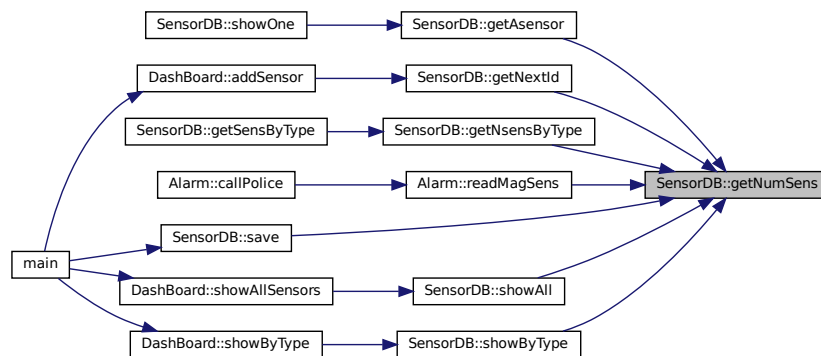 SensorDB::showOne
SensorDB::getAsensor
DashBoard::addSensor
SensorDB::getNextId
SensorDB::getSensByType
SensorDB::getNsensByType
Alarm::callPolice
Alarm::readMagSens
SensorDB::getNumSens
SensorDB::save
main
DashBoard::showAllSensors
SensorDB::showAll
DashBoard::showByType
SensorDB::showByType